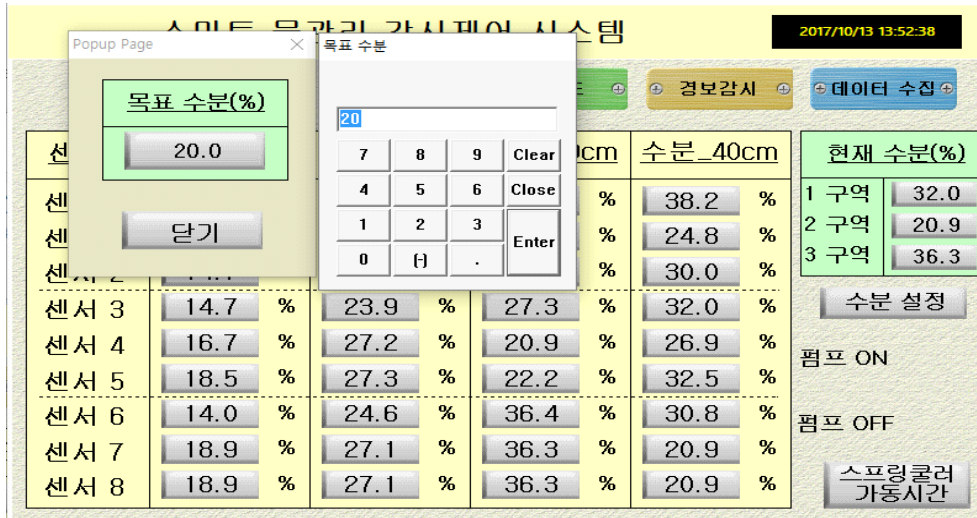 2017/10/13 13:52:38
Popup Page
목표 수분
목표 수분(%)
20.0
닫기
20
7 8 9 Clear
4 5 6 Close
1 2 3 Enter
0 (-) .
경보감시
데이터 수집
수분_40cm
% 38.2 %
% 24.8 %
% 30.0 %
센서 3 14.7 % 23.9 % 27.3 % 32.0 %
센서 4 16.7 % 27.2 % 20.9 % 26.9 %
센서 5 18.5 % 27.3 % 22.2 % 32.5 %
센서 6 14.0 % 24.6 % 36.4 % 30.8 %
센서 7 18.9 % 27.1 % 36.3 % 20.9 %
센서 8 18.9 % 27.1 % 36.3 % 20.9 %
현재 수분(%)
1 구역 32.0
2 구역 20.9
3 구역 36.3
수분 설정
펌프 ON
펌프 OFF
스프링쿨러
가동시간